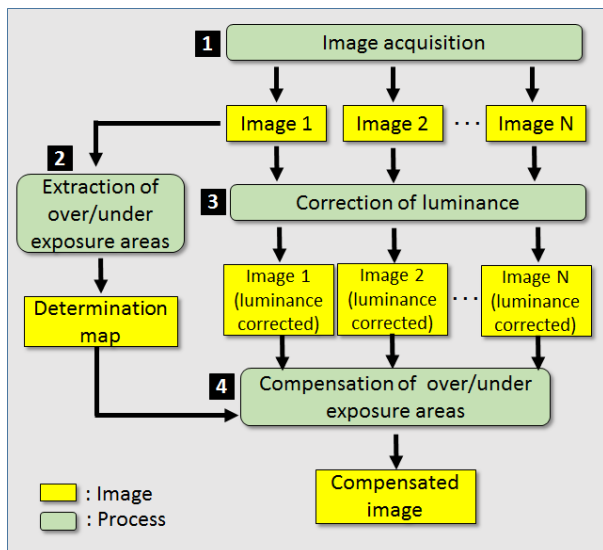 1
Image acquisition
Image 1
Image 2
...
Image N
2
Extraction of
over/under
exposure areas
3
Correction of luminance
Image 1
(luminance
corrected)
Image 2
(luminance
corrected)
...
Image N
(luminance
corrected)
Determination
map
4
Compensation of over/under
exposure areas
Compensated
image
: Image
: Process